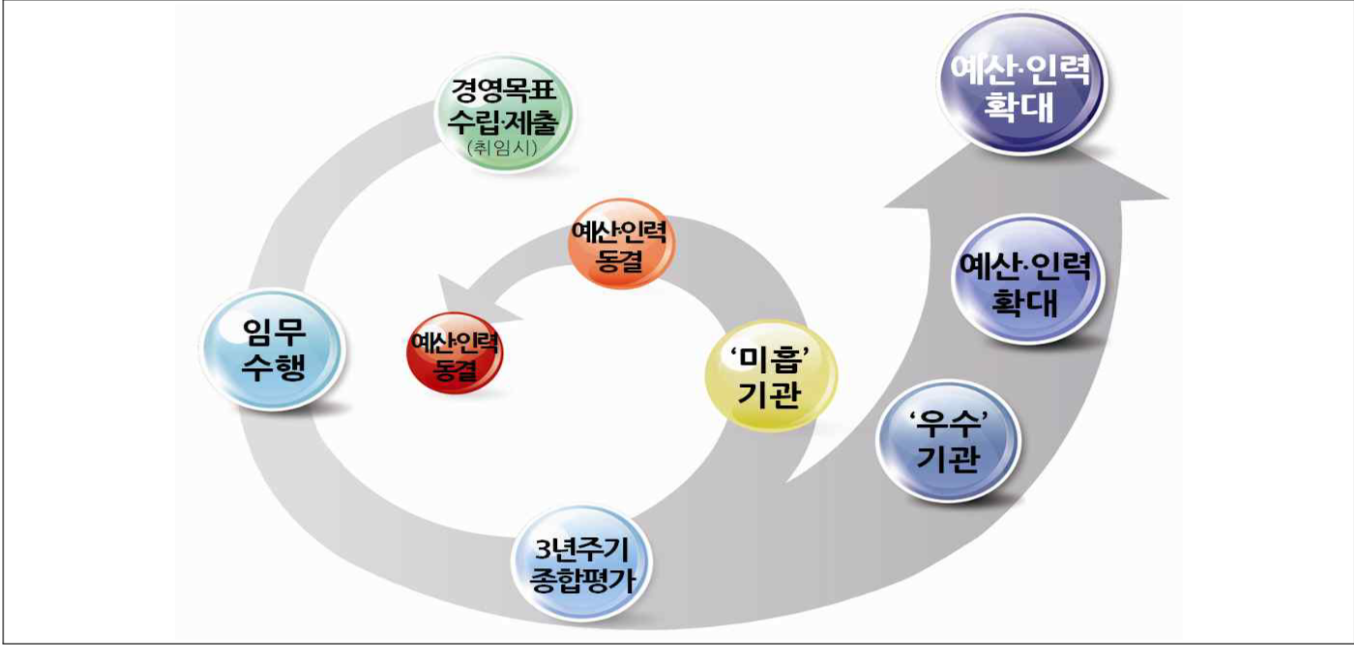 경영목표
수립·제출
(취임시)
임무
수행
3년주기
종합평가
‘미흡’
기관
예산·인력
동결
예산·인력
동결
‘우수’
기관
예산·인력
확대
예산·인력
확대